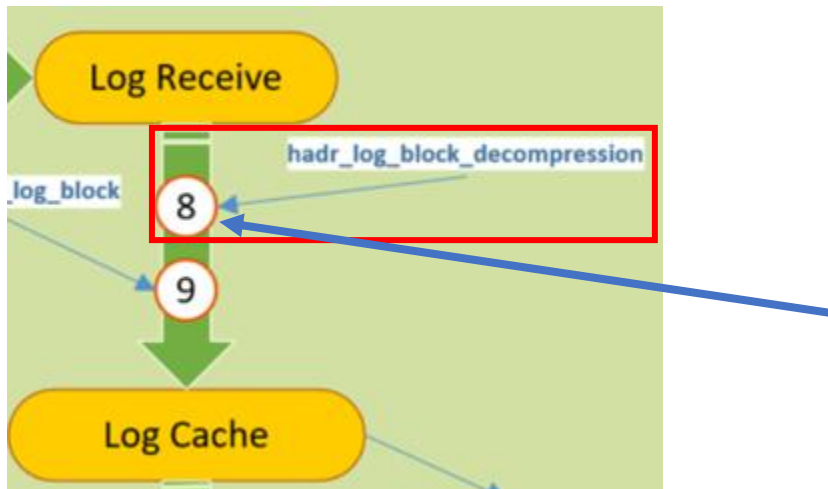 Log Receive
hadr_log_block_decompression
_log_block
8
9
Log Cache